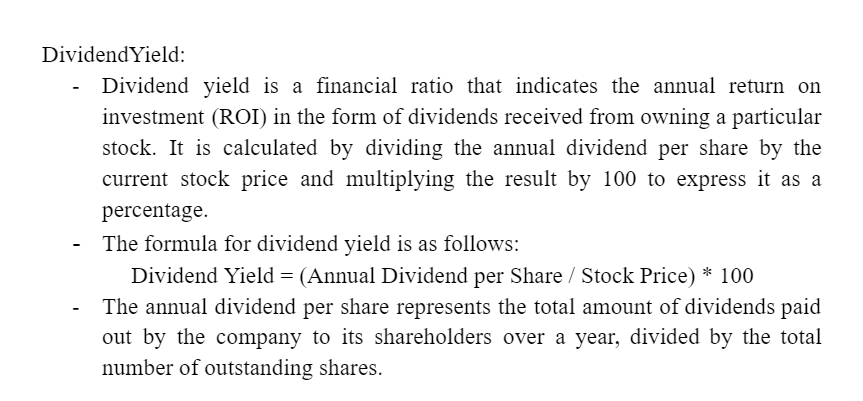 DividendYield:
- Dividend yield is a financial ratio that indicates the annual return on
investment (ROI) in the form of dividends received from owning a particular
stock. It is calculated by dividing the annual dividend per share by the
current stock price and multiplying the result by 100 to express it as a
percentage.
- The formula for dividend yield is as follows:
Dividend Yield = (Annual Dividend per Share / Stock Price) * 100
- The annual dividend per share represents the total amount of dividends paid
out by the company to its shareholders over a year, divided by the total
number of outstanding shares.